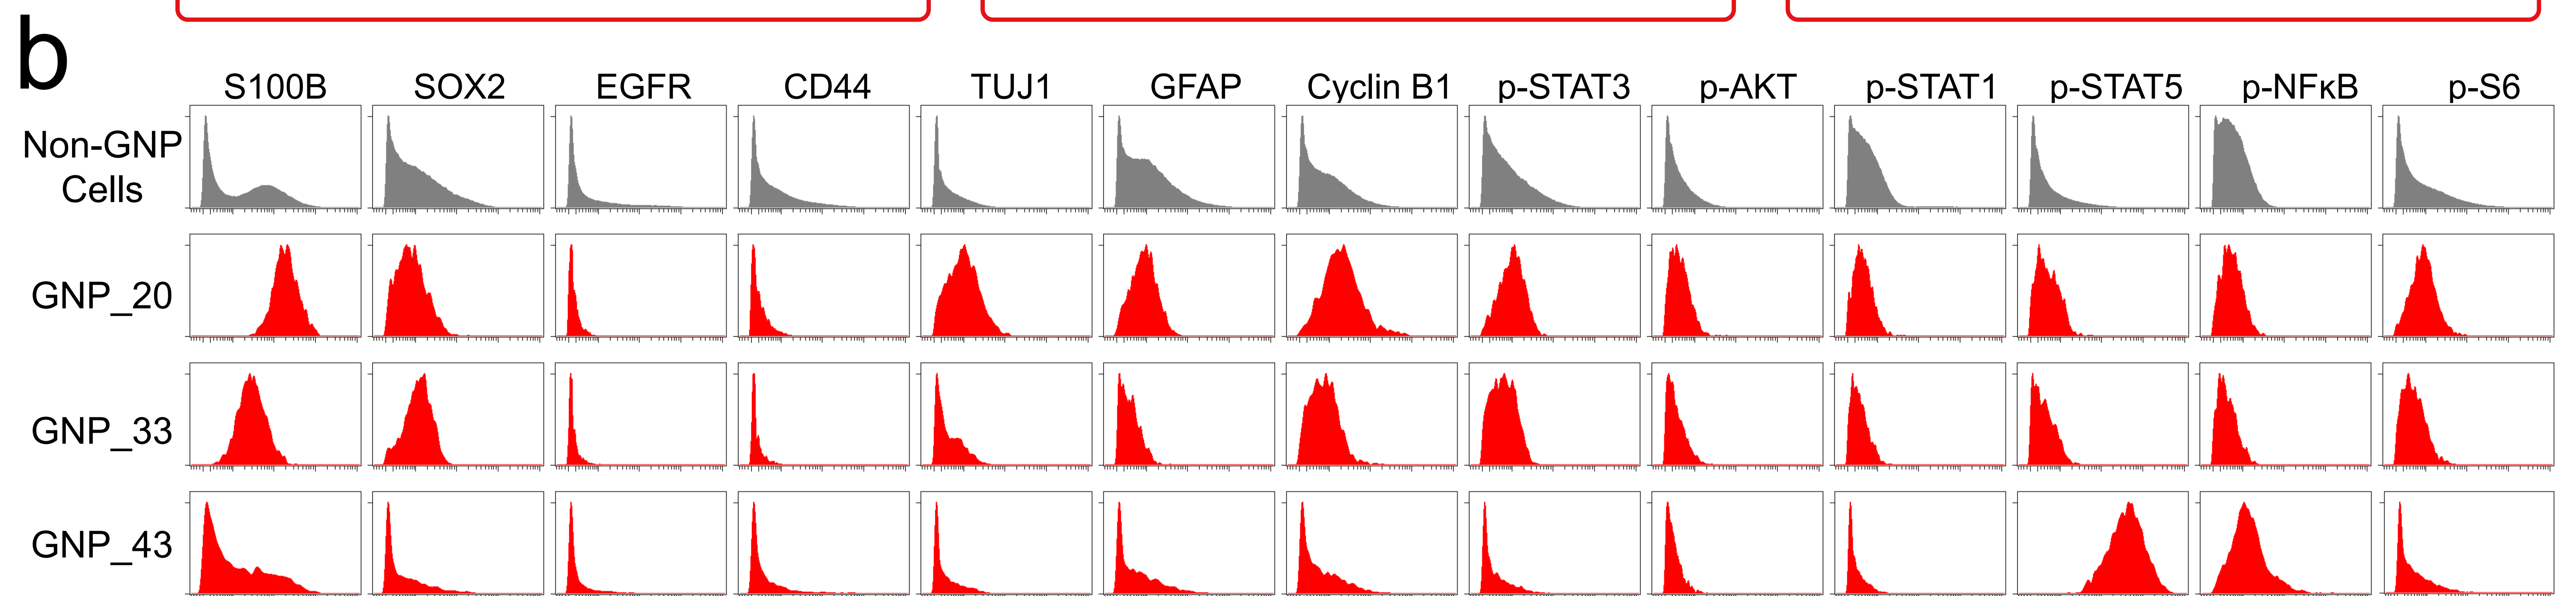 b
S100B SOX2 EGFR CD44 TUJ1 GFAP Cyclin B1 p-STAT3 p-AKT p-STAT1 p-STAT5 p-NFκB p-S6
Non-GNP
Cells
GNP_20
GNP_33
GNP_43